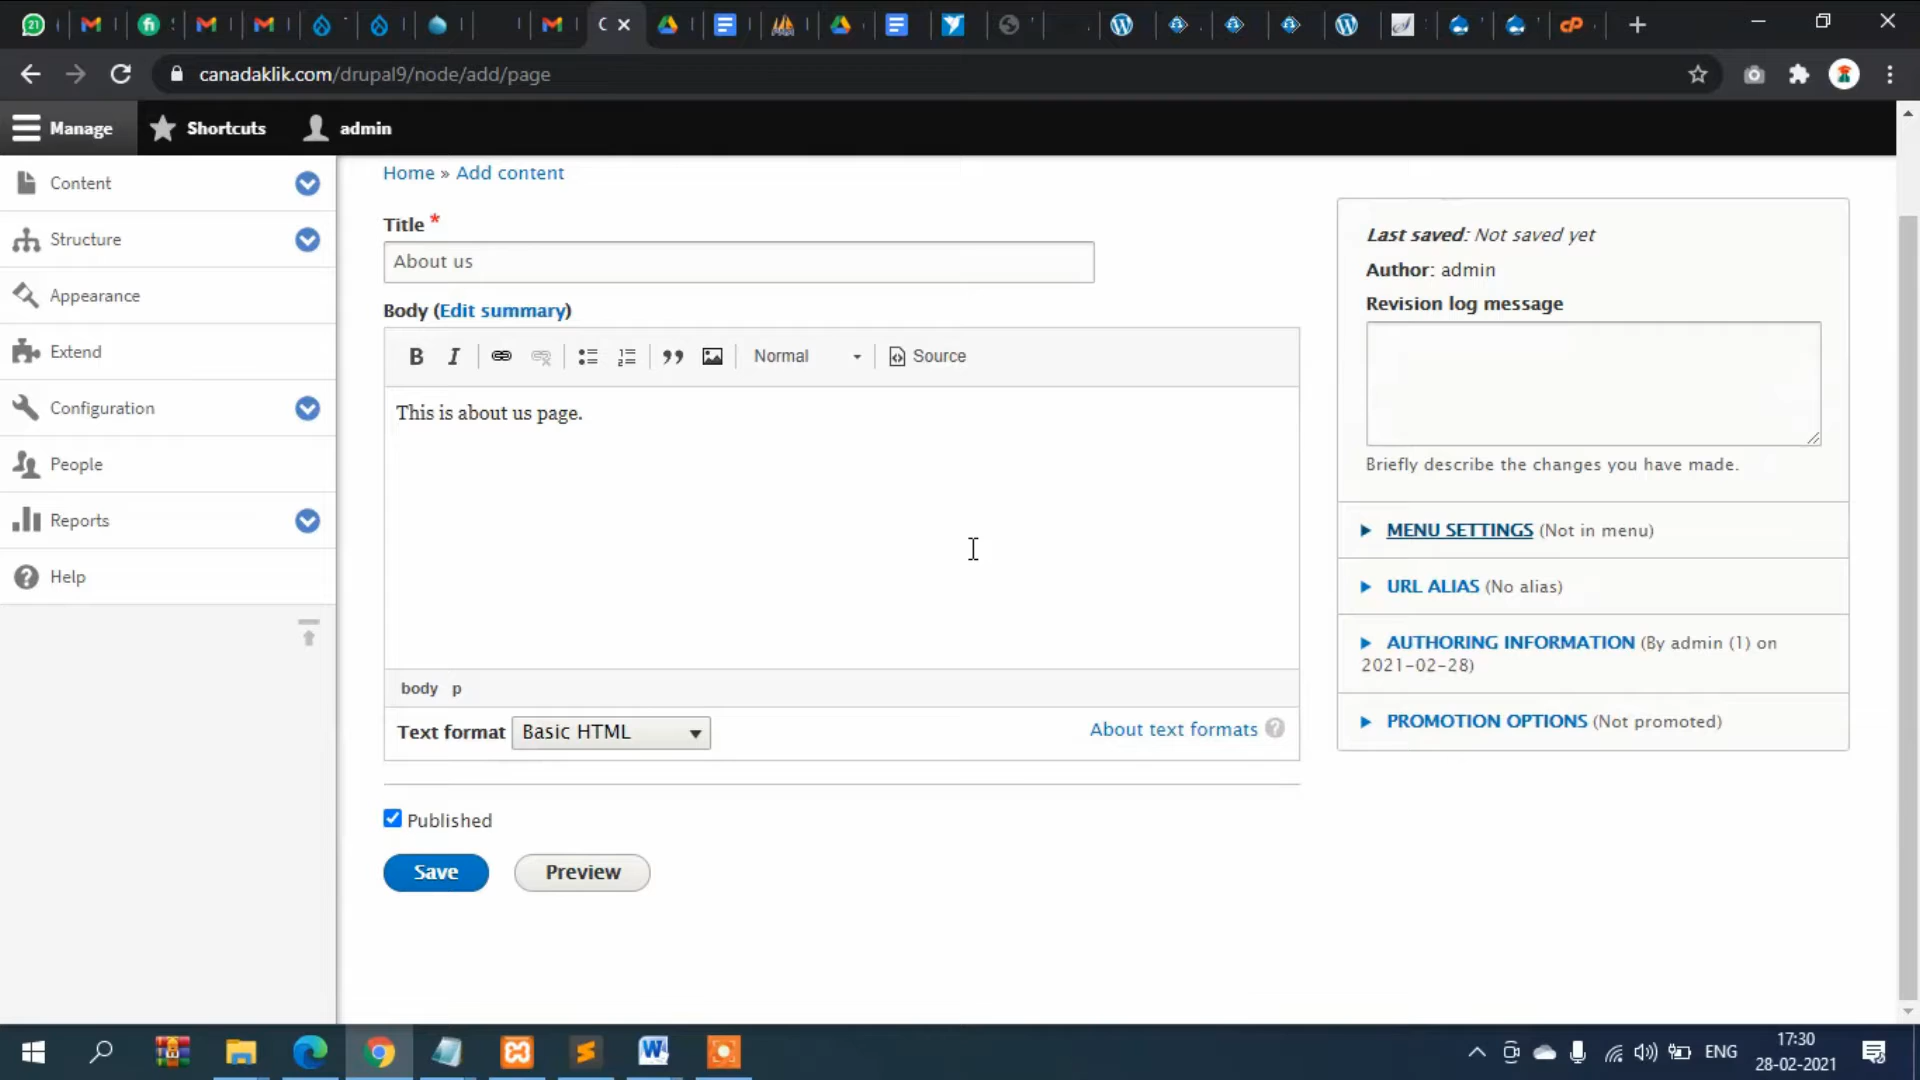 21
canadaklik.com/drupal9/node/add/page
Manage
Shortcuts
admin
Content
Structure
Appearance
Extend
Configuration
People
Reports
Help
Home » Add content
Title *
About us
Body (Edit summary)
B I Normal Source
This is about us page.
body p
Text format Basic HTML
About text formats ?
Published
Save
Preview
Last saved: Not saved yet
Author: admin
Revision log message
Briefly describe the changes you have made.
MENU SETTINGS (Not in menu)
URL ALIAS (No alias)
AUTHORING INFORMATION (By admin (1) on
2021-02-28)
PROMOTION OPTIONS (Not promoted)
ENG
17:30
28-02-2021